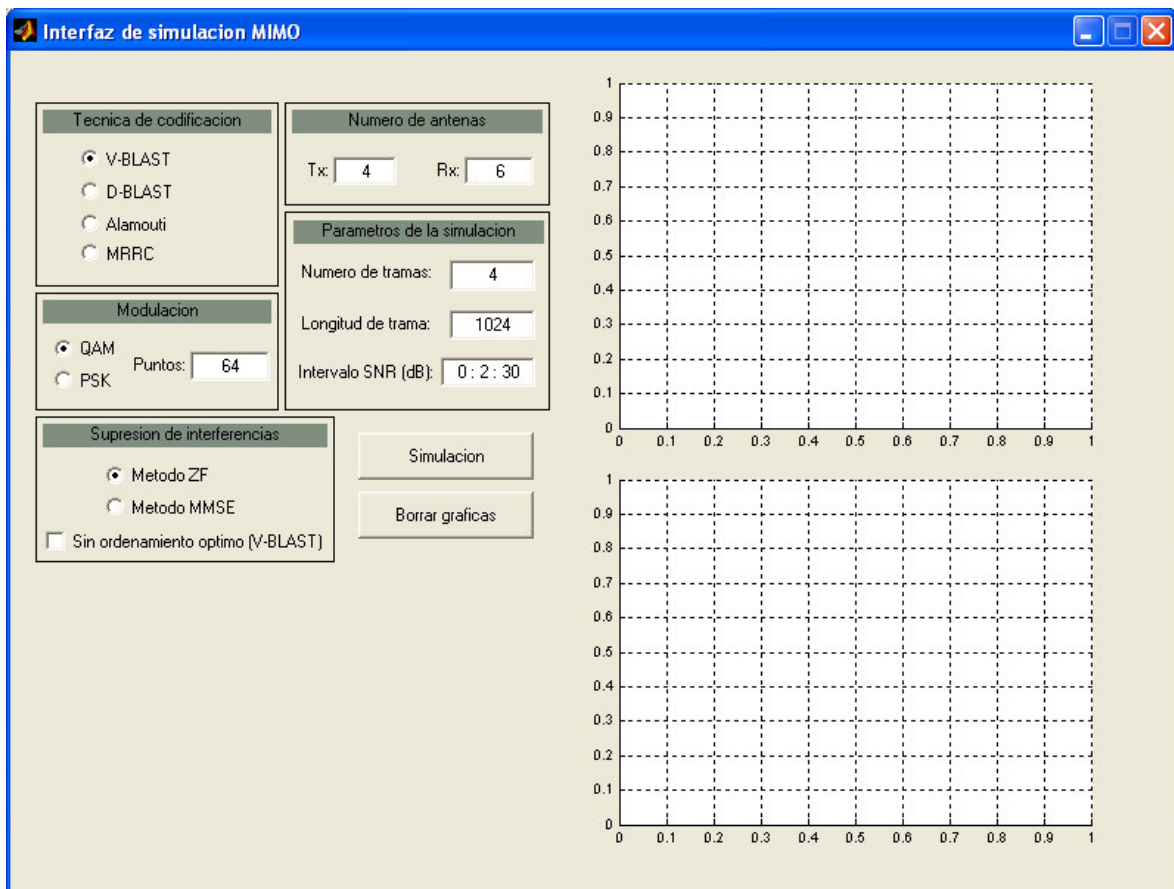 Interfaz de simulacion MIMO
Tecnica de codificacion
V-BLAST
D-BLAST
Alamouti
MRRC
Numero de antenas
Tx: 4 Rx: 6
Modulacion
QAM
PSK
Puntos: 64
Parametros de la simulacion
Numero de tramas: 4
Longitud de trama: 1024
Intervalo SNR (dB): 0 : 2 : 30
Supresion de interferencias
Metodo ZF
Metodo MMSE
Sin ordenamiento optimo (V-BLAST)
Simulacion
Borrar graficas
1
0.9
0.8
0.7
0.6
0.5
0.4
0.3
0.2
0.1
0
0 0.1 0.2 0.3 0.4 0.5 0.6 0.7 0.8 0.9 1
1
0.9
0.8
0.7
0.6
0.5
0.4
0.3
0.2
0.1
0
0 0.1 0.2 0.3 0.4 0.5 0.6 0.7 0.8 0.9 1